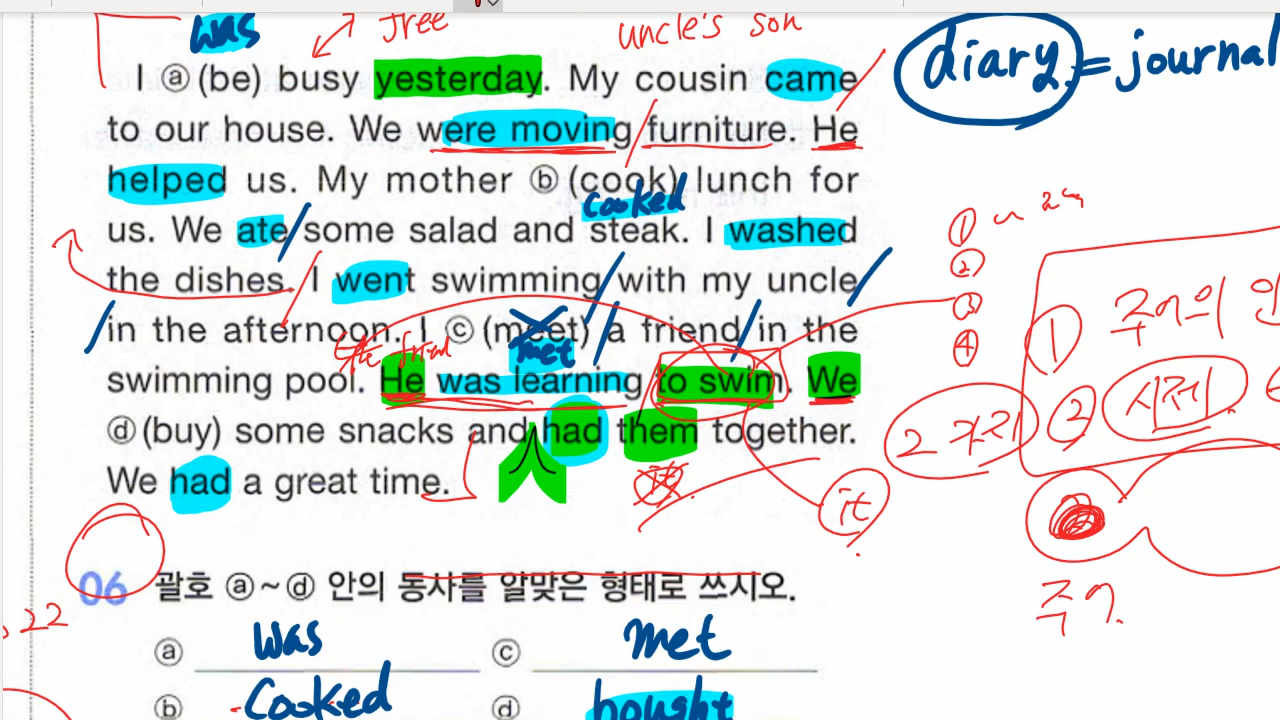 was
free
uncle's son
diary = journal
I ⓐ (be) busy yesterday. My cousin came
to our house. We were moving furniture. He
helped us. My mother ⓑ (cook) lunch for
cooked
us. We ate some salad and steak. I washed
the dishes. I went swimming with my uncle
in the afternoon. I ⓒ (meet) a friend in the
met
swimming pool. He was learning to swim. We
ⓓ (buy) some snacks and had them together.
We had a great time.
it
①
②
③
④
① 주어의
2가지 ② 시제
주어.
06 괄호 ⓐ~ⓓ 안의 동사를 알맞은 형태로 쓰시오.
22
ⓐ was ⓒ met
ⓑ cooked ⓓ bought